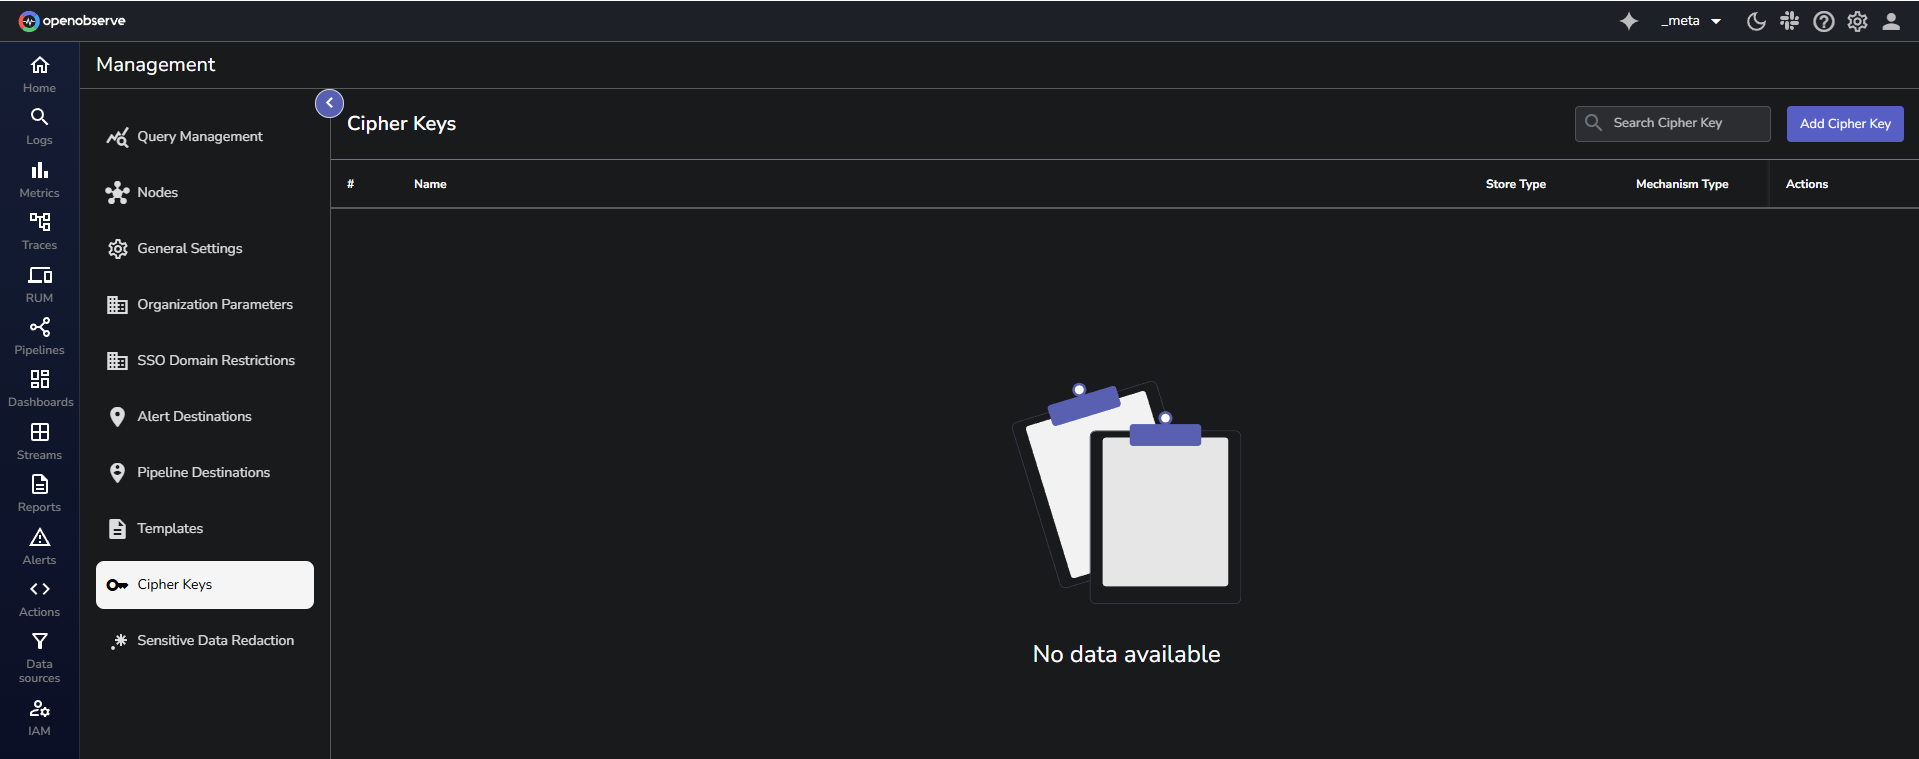 openobserve
_meta
Home
Logs
Metrics
Traces
RUM
Pipelines
Dashboards
Streams
Reports
Alerts
Actions
Data
sources
IAM
Management
Query Management
Nodes
General Settings
Organization Parameters
SSO Domain Restrictions
Alert Destinations
Pipeline Destinations
Templates
Cipher Keys
Sensitive Data Redaction
Cipher Keys
Search Cipher Key
Add Cipher Key
# Name Store Type Mechanism Type Actions
No data available